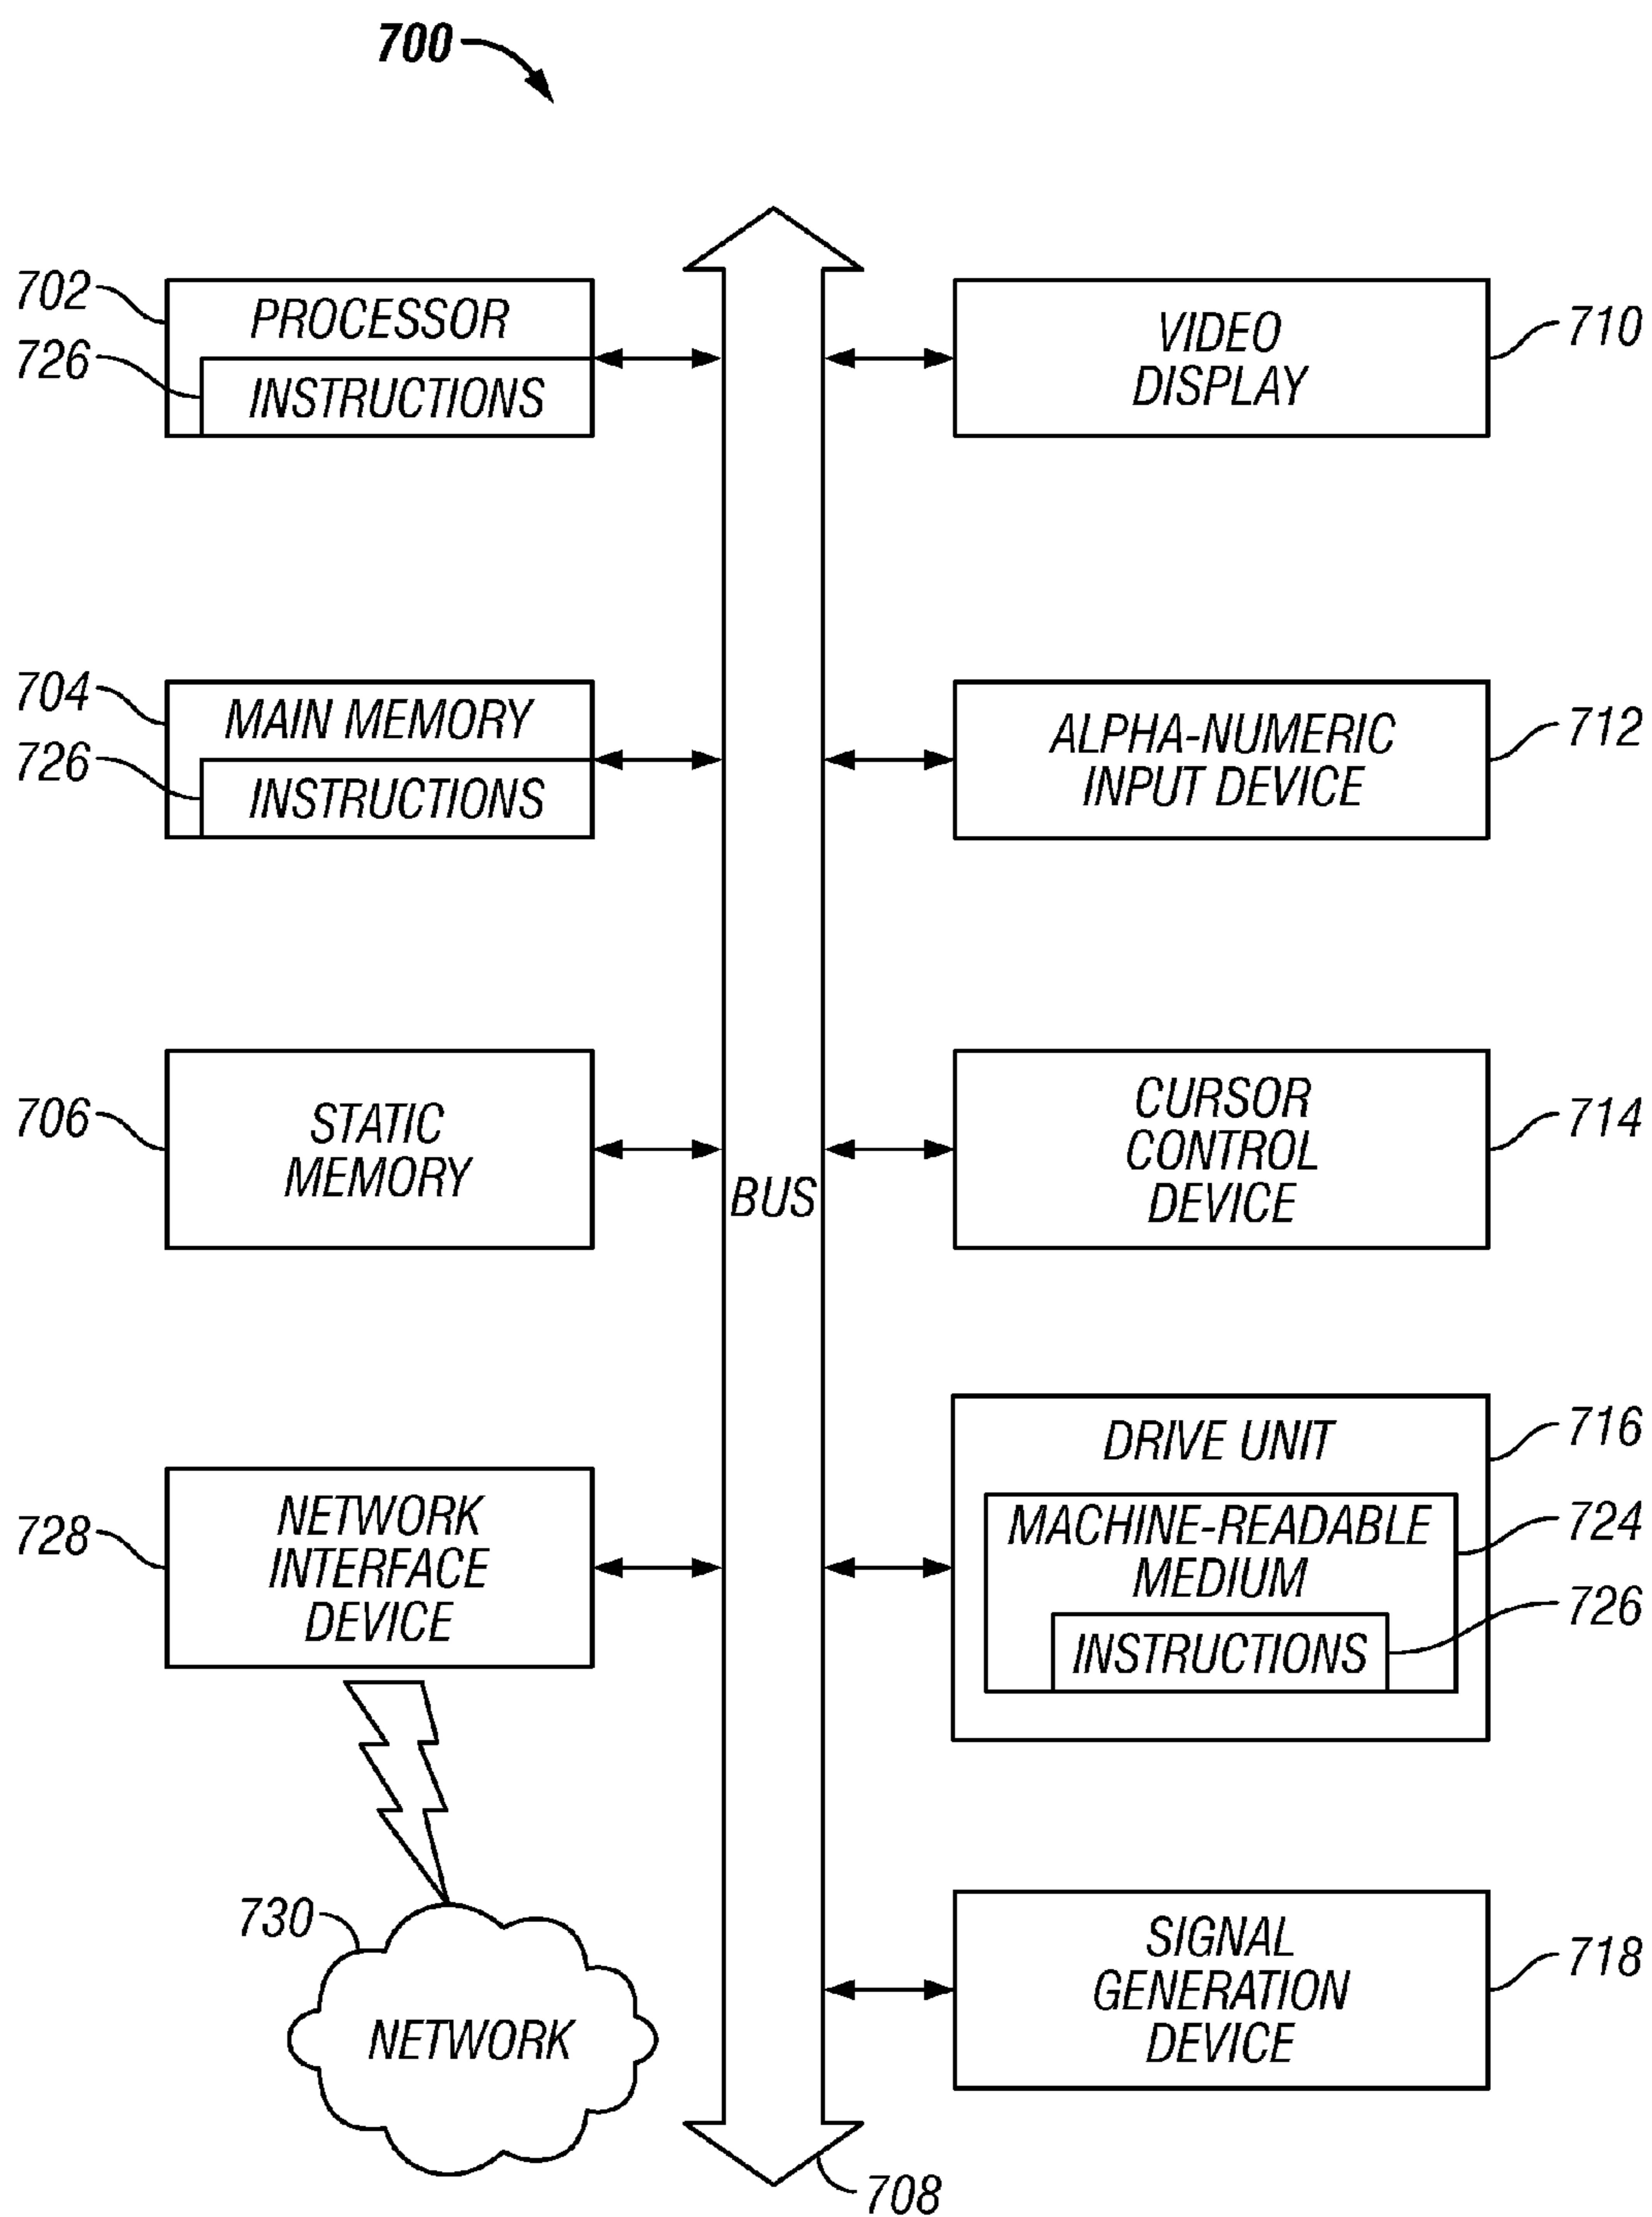 700
702
PROCESSOR
726
INSTRUCTIONS
VIDEO
DISPLAY
710
704
MAIN MEMORY
726
INSTRUCTIONS
ALPHA-NUMERIC
INPUT DEVICE
712
706
STATIC
MEMORY
BUS
CURSOR
CONTROL
DEVICE
714
728
NETWORK
INTERFACE
DEVICE
DRIVE UNIT
716
MACHINE-READABLE
MEDIUM
724
INSTRUCTIONS
726
730
NETWORK
SIGNAL
GENERATION
DEVICE
718
708